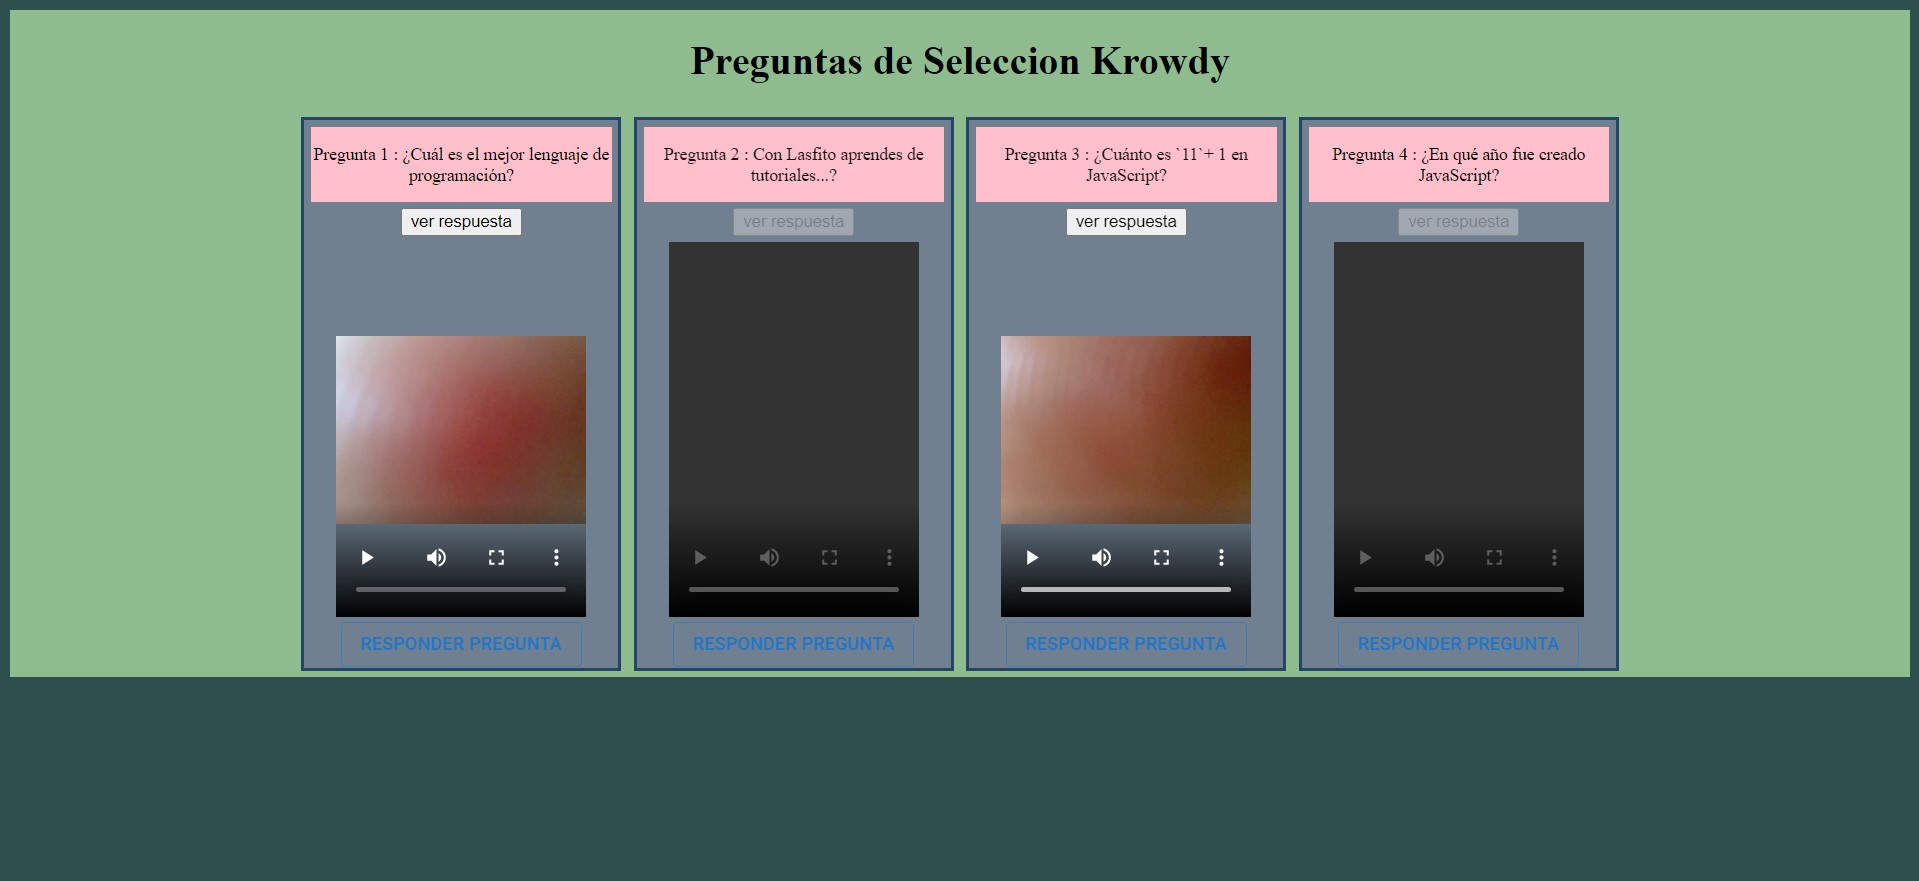 Preguntas de Seleccion Krowdy
Pregunta 1 : ¿Cuál es el mejor lenguaje de
programación?
ver respuesta
RESPONDER PREGUNTA
Pregunta 2 : Con Lasfito aprendes de
tutoriales...?
ver respuesta
RESPONDER PREGUNTA
Pregunta 3 : ¿Cuánto es `11`+ 1 en
JavaScript?
ver respuesta
RESPONDER PREGUNTA
Pregunta 4 : ¿En qué año fue creado
JavaScript?
ver respuesta
RESPONDER PREGUNTA